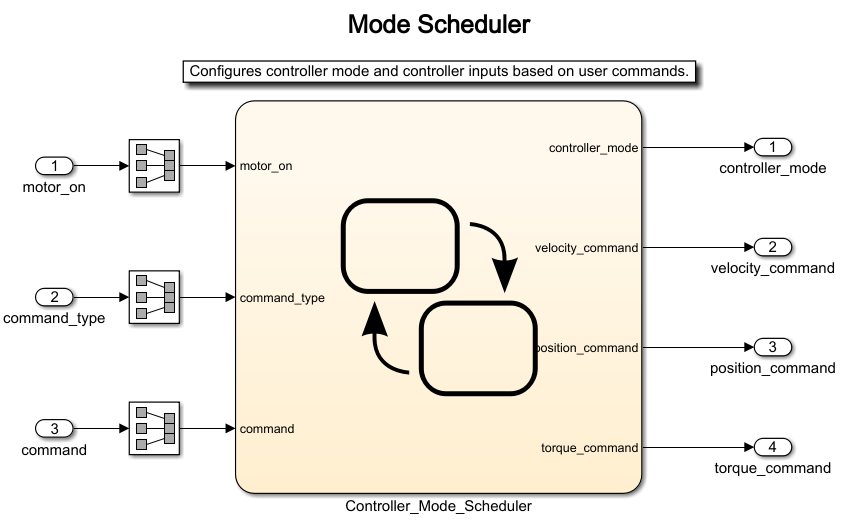 Mode Scheduler
Configures controller mode and controller inputs based on user commands.
1
motor_on
motor_on
controller_mode
1
controller_mode
velocity_command
2
velocity_command
2
command_type
command_type
position_command
3
position_command
3
command
command
torque_command
4
torque_command
Controller_Mode_Scheduler